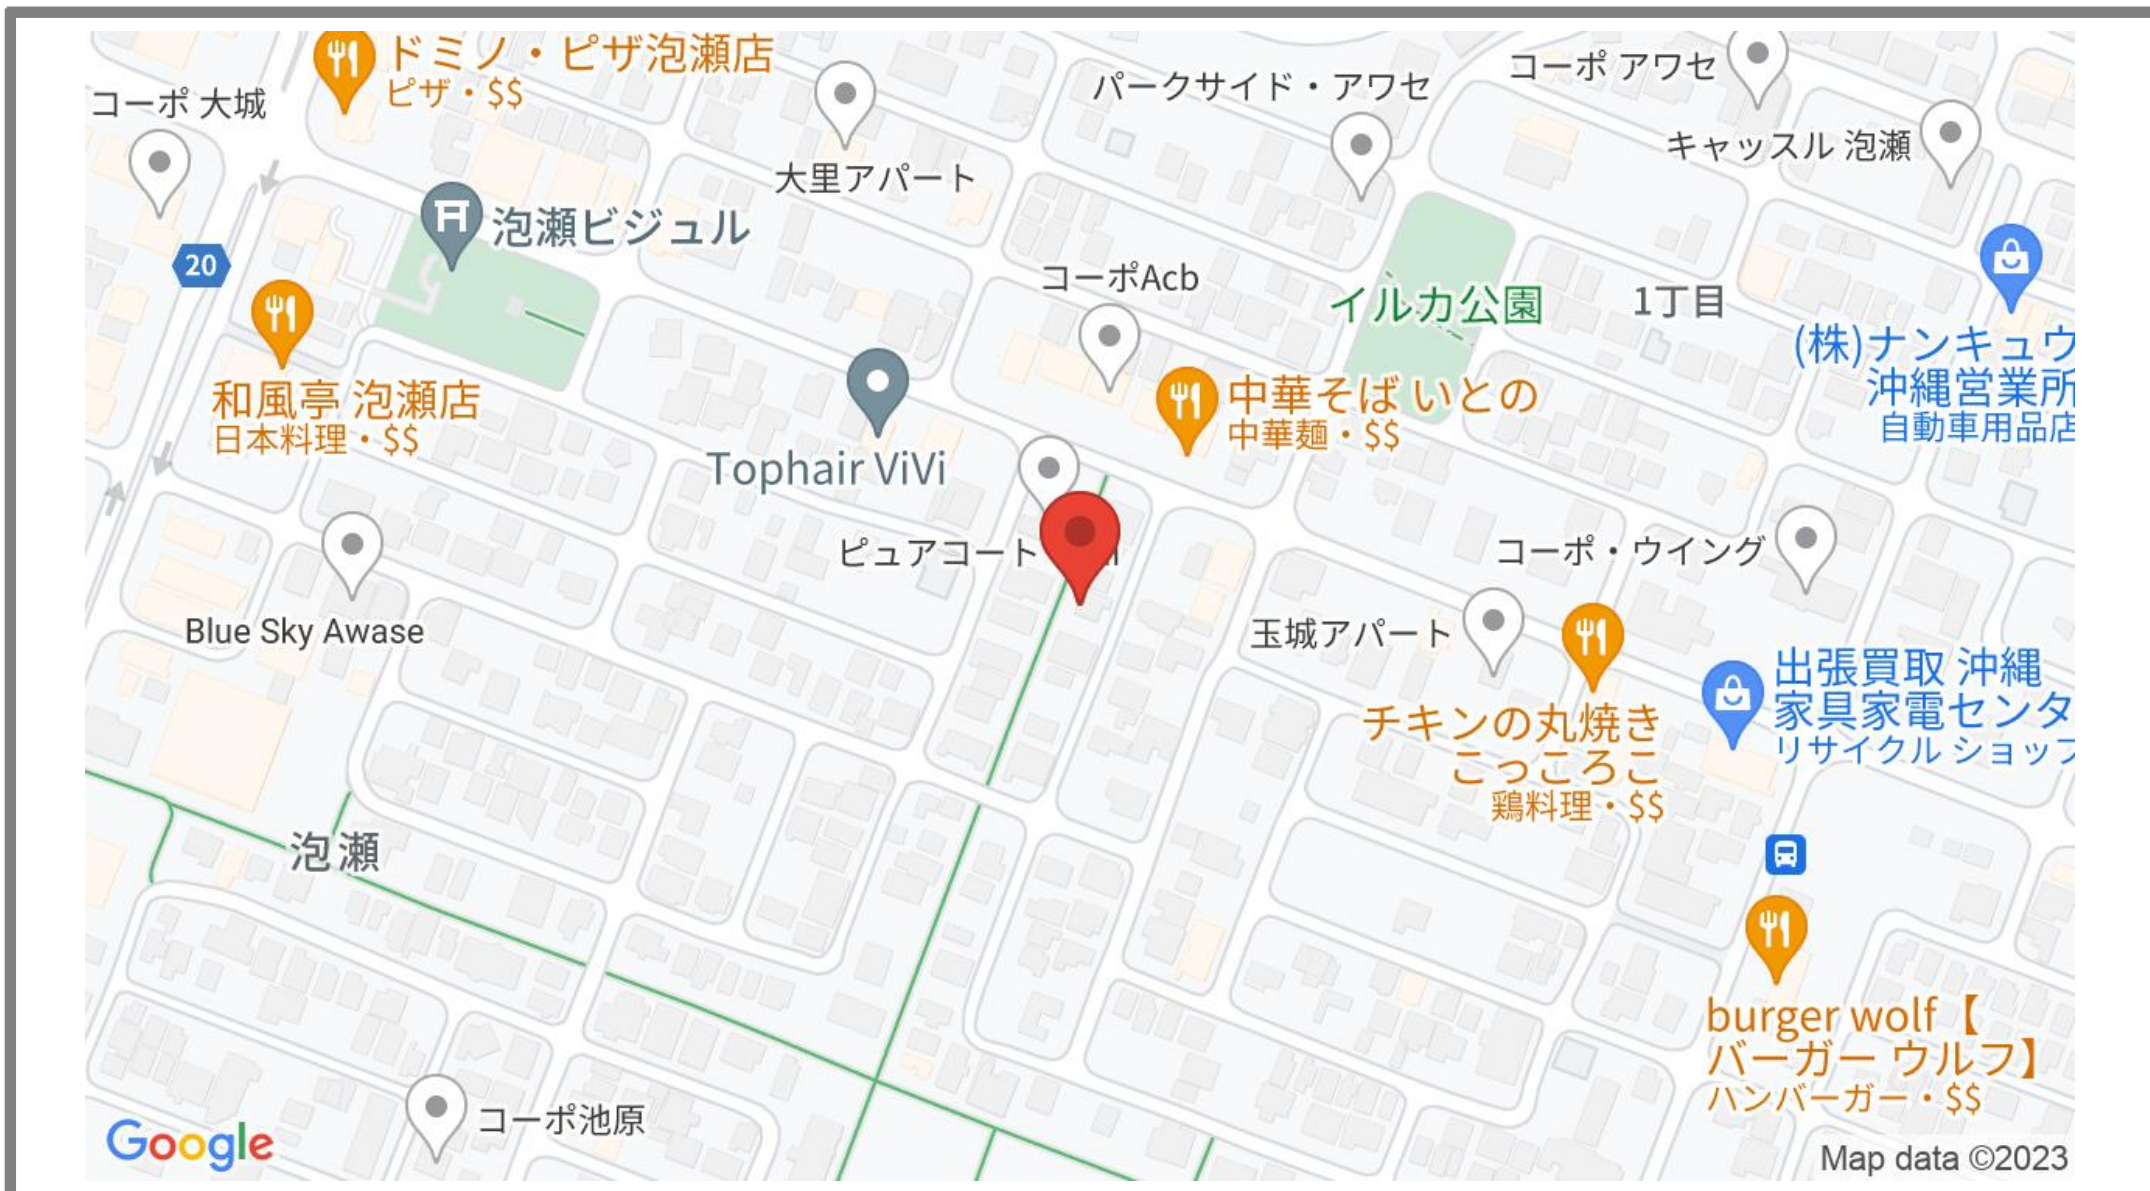 ドミノ・ピザ泡瀬店
ピザ・$$
コーポ 大城
パークサイド・アワセ
コーポ アワセ
キャッスル 泡瀬
大里アパート
泡瀬ビジュル
20
コーポAcb
イルカ公園
1丁目
(株)ナンキュウ
沖縄営業所
自動車用品店
和風亭 泡瀬店
日本料理・$$
中華そば いとの
中華麺・$$
Tophair ViVi
ピュアコート
コーポ・ウイング
Blue Sky Awase
玉城アパート
出張買取 沖縄
家具家電センタ
リサイクル ショップ
チキンの丸焼き
こっころこ
鶏料理・$$
泡瀬
burger wolf【
バーガー ウルフ】
ハンバーガー・$$
コーポ池原
Google
Map data ©2023